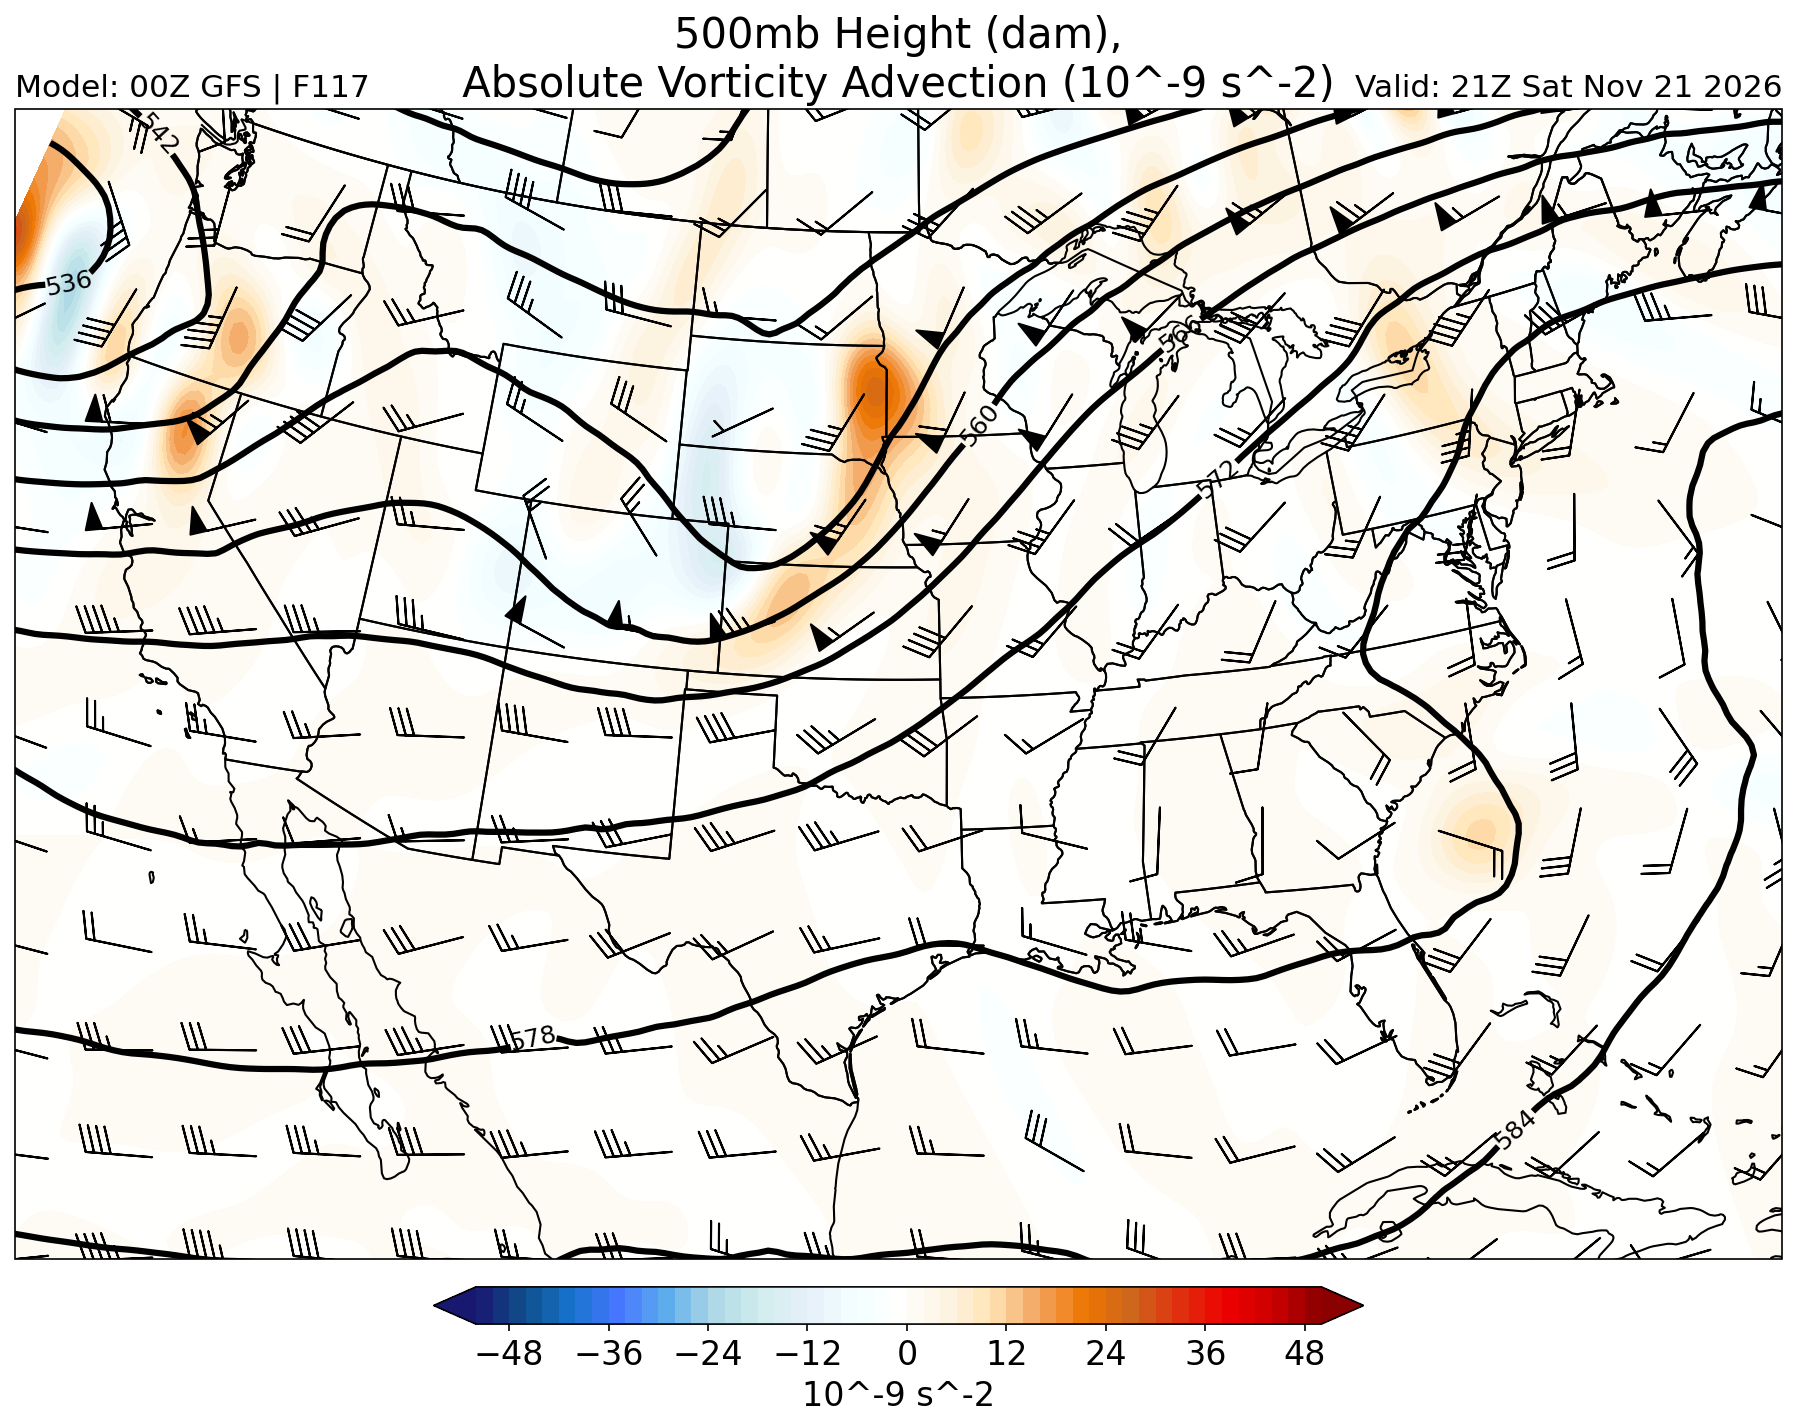 500mb Height (dam),
Model: 00Z GFS | F117
Absolute Vorticity Advection (10^-9 s^-2)
Valid: 21Z Sat Nov 21 2026
542
536
566
560
572
578
584
−48 −36 −24 −12 0 12 24 36 48
10^-9 s^-2